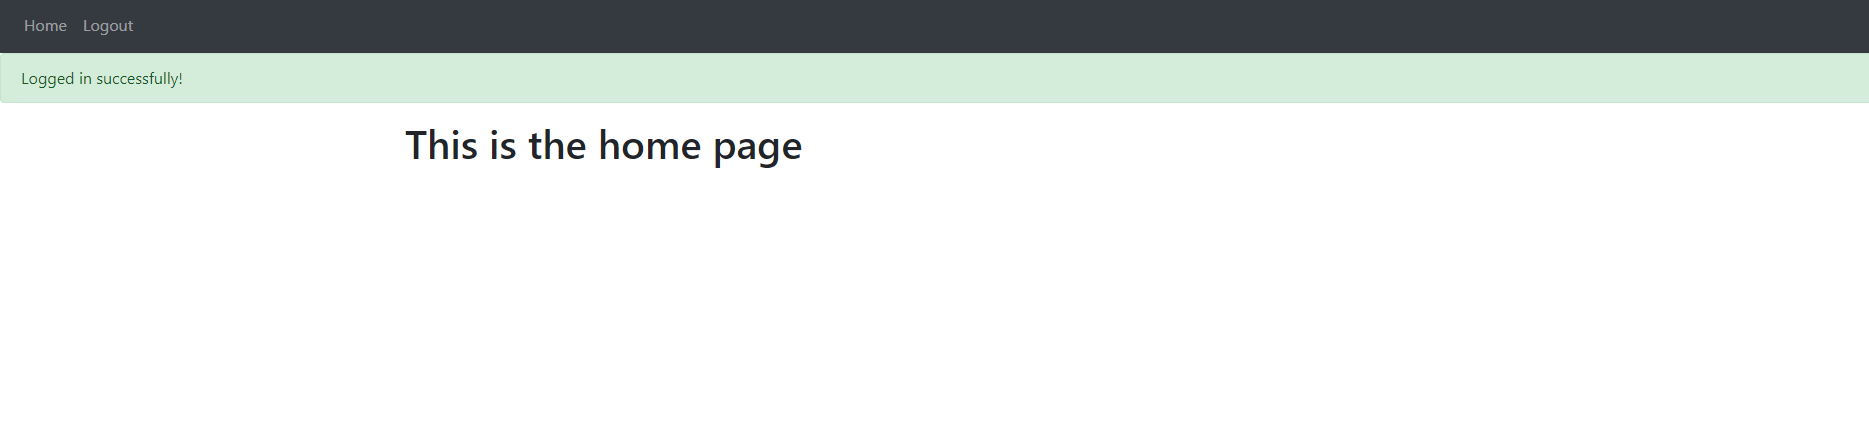 Home Logout
Logged in successfully!
This is the home page